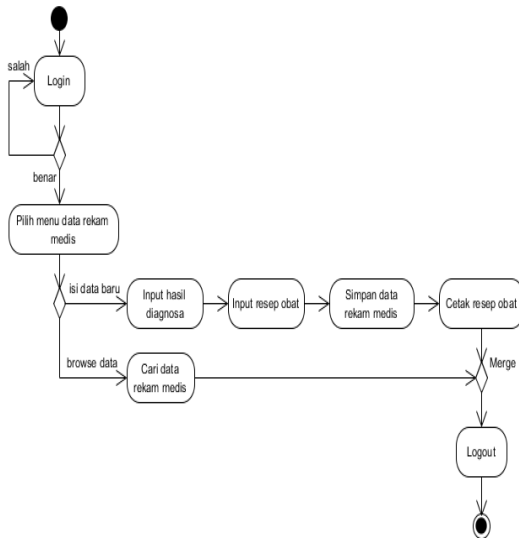 salah
Login
benar
Pilih menu data rekam
medis
isi data baru
Input hasil
diagnosa
Input resep obat
Simpan data
rekam medis
Cetak resep obat
browse data
Cari data
rekam medis
Merge
Logout